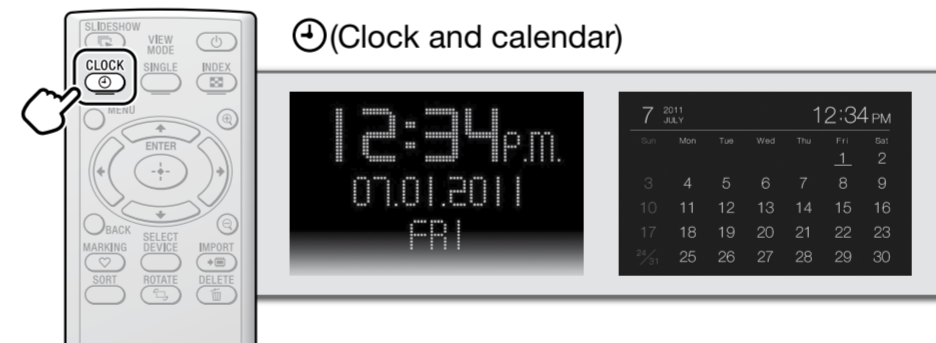 SLIDESHOW
VIEW
MODE
CLOCK
SINGLE
INDEX
MENU
ENTER
BACK
SELECT
DEVICE
MARKING
IMPORT
SORT
ROTATE
DELETE
(Clock and calendar)
12:34p.m.
07.01.2011
FRI
7 2011 JULY 12:34 PM
Sun Mon Tue Wed Thu Fri Sat
1 2
3 4 5 6 7 8 9
10 11 12 13 14 15 16
17 18 19 20 21 22 23
24/31 25 26 27 28 29 30